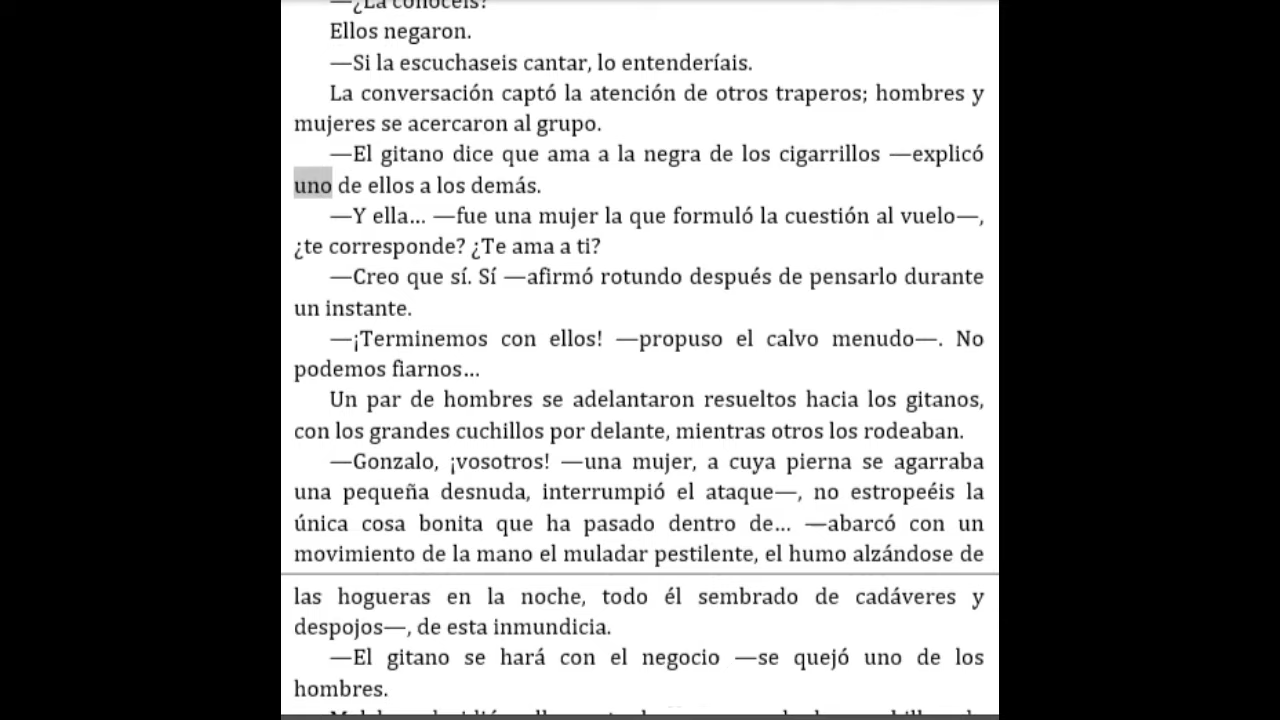 —¿La conocéis?
Ellos negaron.
—Si la escuchaseis cantar, lo entenderíais.
La conversación captó la atención de otros traperos; hombres y
mujeres se acercaron al grupo.
—El gitano dice que ama a la negra de los cigarrillos —explicó
uno de ellos a los demás.
—Y ella... —fue una mujer la que formuló la cuestión al vuelo—,
¿te corresponde? ¿Te ama a ti?
—Creo que sí. Sí —afirmó rotundo después de pensarlo durante
un instante.
—¡Terminemos con ellos! —propuso el calvo menudo—. No
podemos fiarnos...
Un par de hombres se adelantaron resueltos hacia los gitanos,
con los grandes cuchillos por delante, mientras otros los rodeaban.
—Gonzalo, ¡vosotros! —una mujer, a cuya pierna se agarraba
una pequeña desnuda, interrumpió el ataque—, no estropeéis la
única cosa bonita que ha pasado dentro de... —abarcó con un
movimiento de la mano el muladar pestilente, el humo alzándose de
las hogueras en la noche, todo él sembrado de cadáveres y
despojos—, de esta inmundicia.
—El gitano se hará con el negocio —se quejó uno de los
hombres.